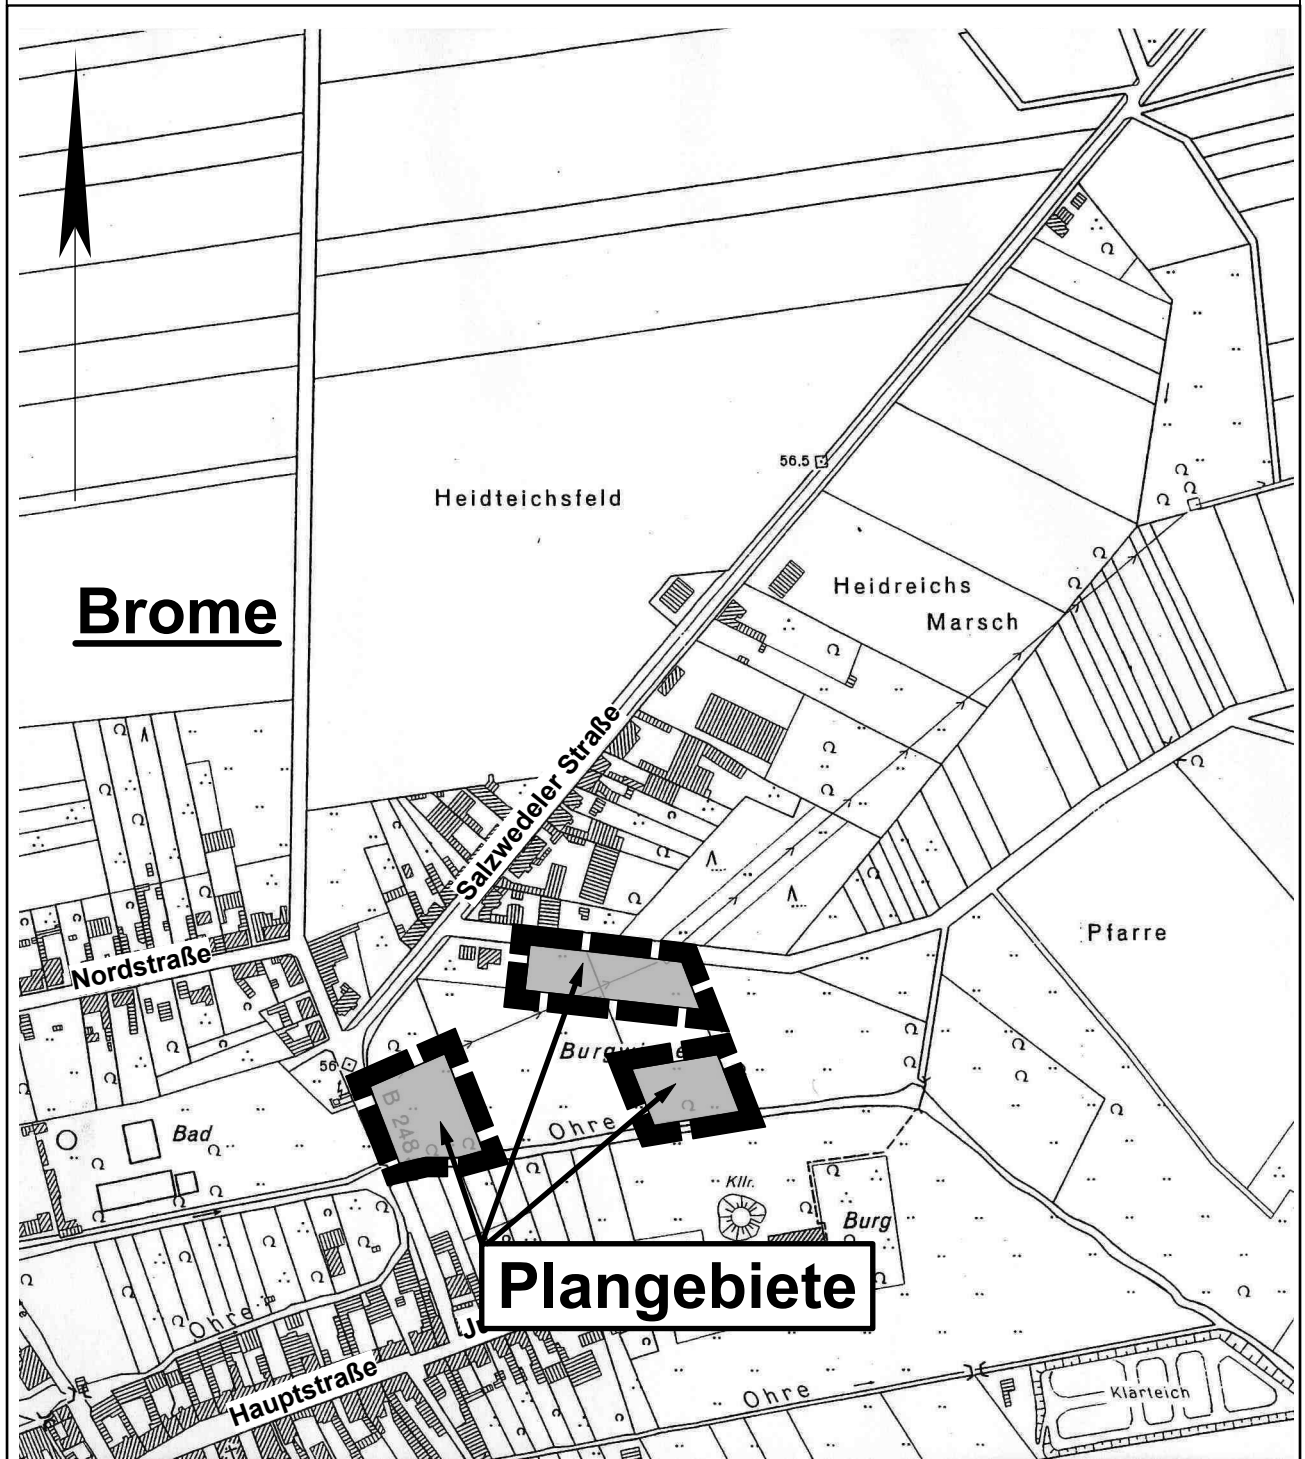 Heidteichsfeld
56,5
Brome
Heidreichs
Marsch
Salzwedeler Straße
Nordstraße
Pfarre
56
Bad
B 248
Ohre
Kllr.
Burg
Plangebiete
Ohre
Hauptstraße
Ohre
Klärteich